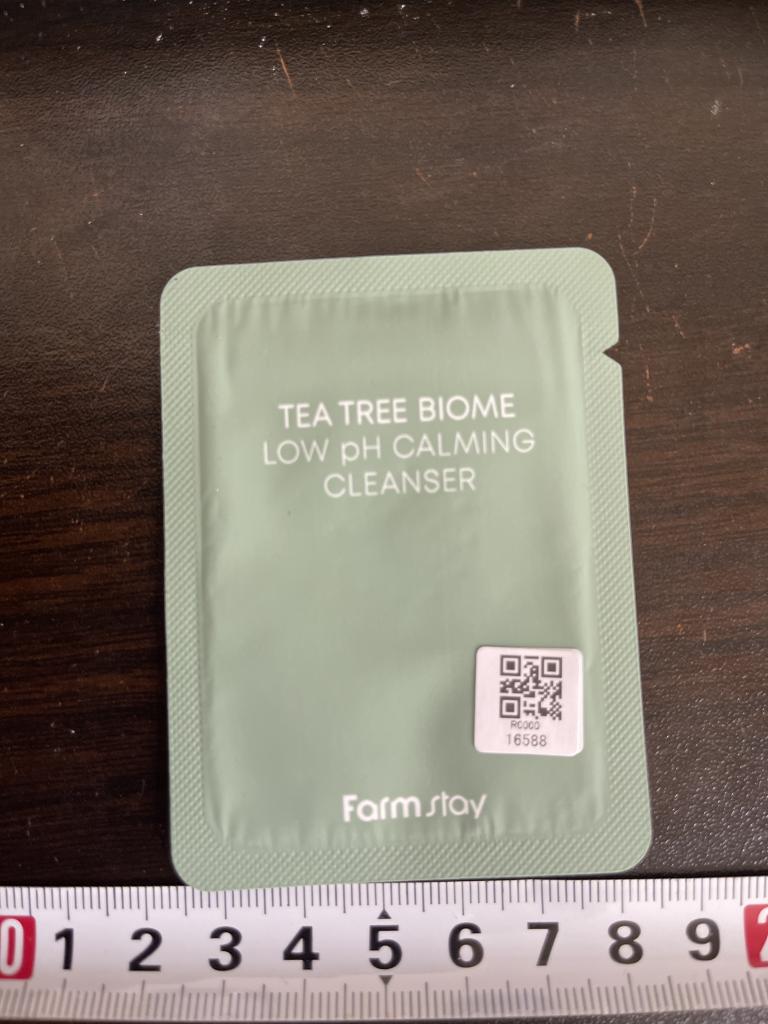 TEA TREE BIOME
LOW pH CALMING
CLEANSER
R0000
16588
Farm stay
0 1 2 3 4 5 6 7 8 9